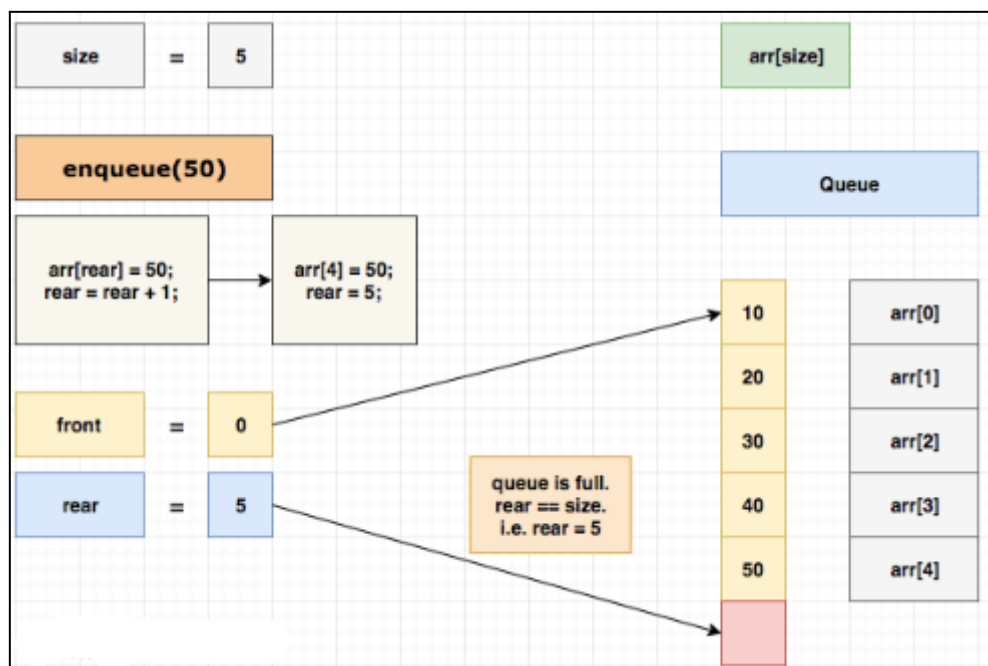 size = 5
arr[size]
enqueue(50)
Queue
arr[rear] = 50;
rear = rear + 1;
arr[4] = 50;
rear = 5;
10 arr[0]
20 arr[1]
front = 0
30 arr[2]
rear = 5
queue is full.
rear == size.
i.e. rear = 5
40 arr[3]
50 arr[4]